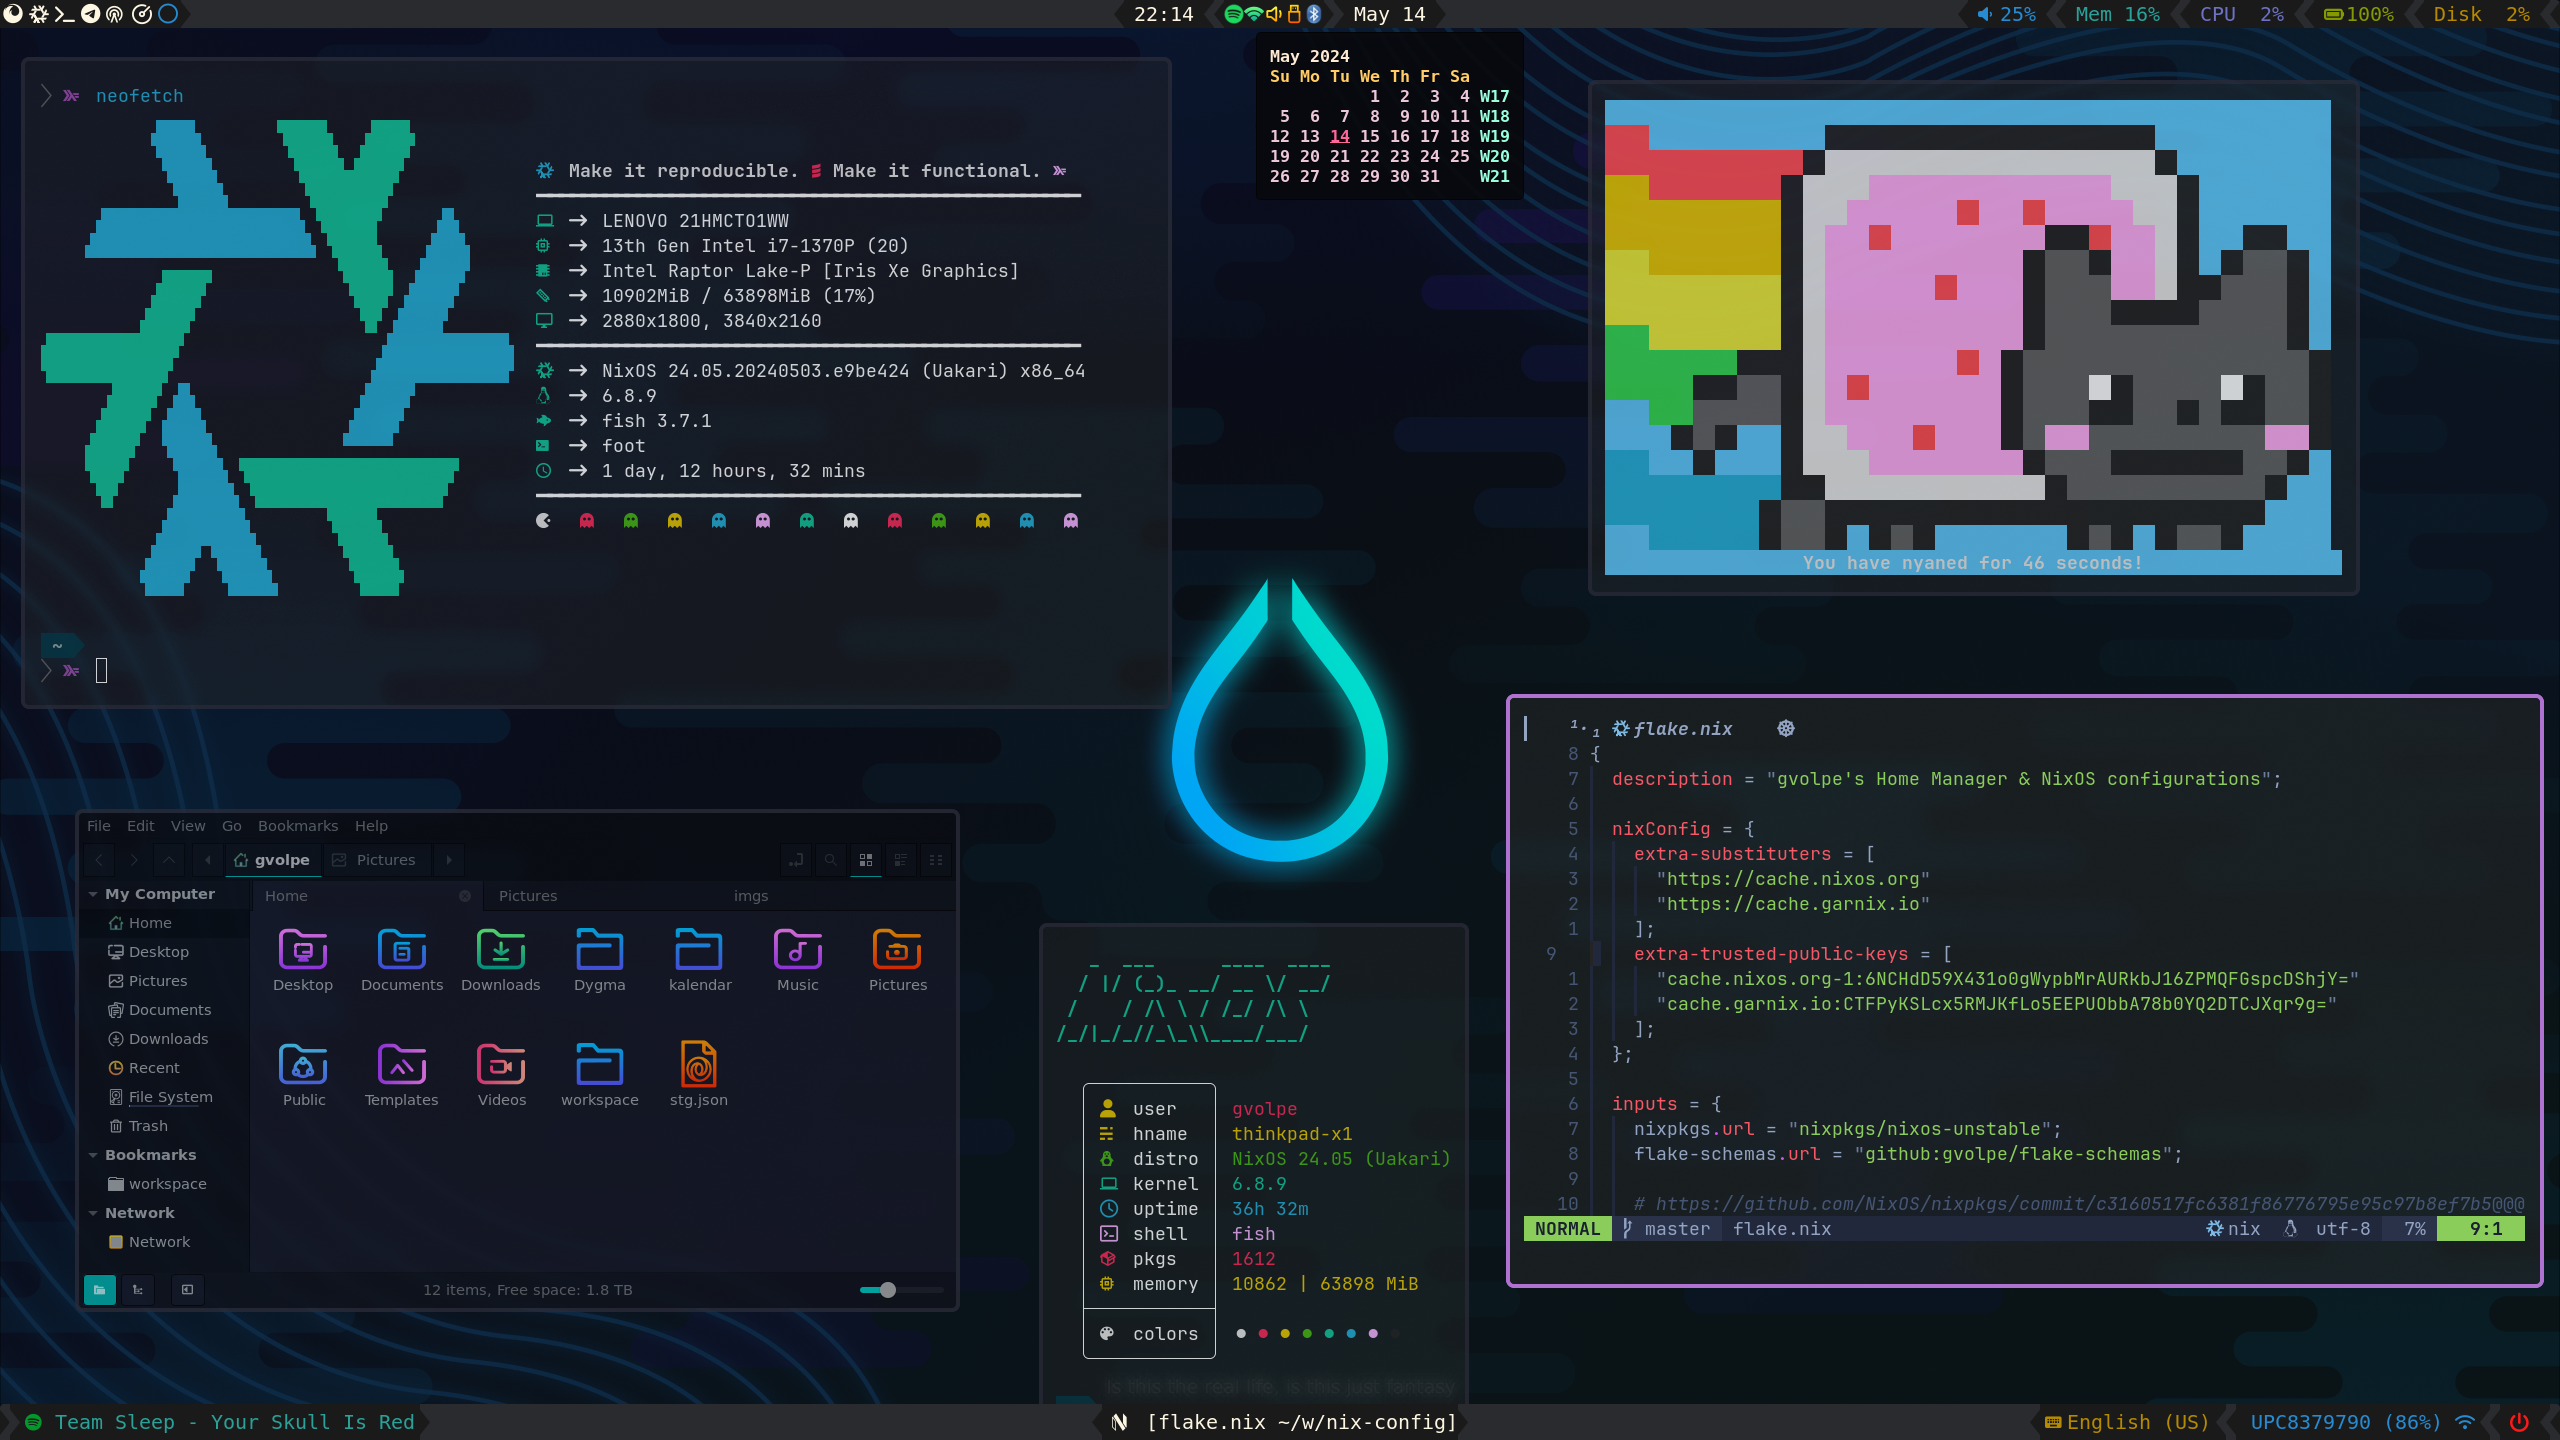 22:14
May 14
25%
Mem 16%
CPU 2%
100%
Disk 2%
May 2024
Su Mo Tu We Th Fr Sa
1 2 3 4 W17
5 6 7 8 9 10 11 W18
12 13 14 15 16 17 18 W19
19 20 21 22 23 24 25 W20
26 27 28 29 30 31 W21
neofetch
Make it reproducible. Make it functional.
→ LENOVO 21HMCTO1WW
→ 13th Gen Intel i7-1370P (20)
→ Intel Raptor Lake-P [Iris Xe Graphics]
→ 10902MiB / 63898MiB (17%)
→ 2880x1800, 3840x2160
→ NixOS 24.05.20240503.e9be424 (Uakari) x86_64
→ 6.8.9
→ fish 3.7.1
→ foot
→ 1 day, 12 hours, 32 mins
~
You have nyaned for 46 seconds!
File Edit View Go Bookmarks Help
gvolpe
Pictures
My Computer
Home
Desktop
Pictures
Documents
Downloads
Recent
File System
Trash
Bookmarks
workspace
Network
Network
Home
Pictures
imgs
Desktop Documents Downloads Dygma kalendar Music Pictures
Public Templates Videos workspace stg.json
12 items, Free space: 1.8 TB
user gvolpe
hname thinkpad-x1
distro NixOS 24.05 (Uakari)
kernel 6.8.9
uptime 36h 32m
shell fish
pkgs 1612
memory 10862 | 63898 MiB
colors
Is this the real life, is this just fantasy
flake.nix
8 {
7 description = "gvolpe's Home Manager & NixOS configurations";
6
5 nixConfig = {
4 extra-substituters = [
3 "https://cache.nixos.org"
2 "https://cache.garnix.io"
1 ];
9 extra-trusted-public-keys = [
1 "cache.nixos.org-1:6NCHdD59X431o0gWypbMrAURkbJ16ZPMQFGspcDShjY="
2 "cache.garnix.io:CTFPyKSLcx5RMJKfLo5EEPUObbA78b0YQ2DTCJXqr9g="
3 ];
4 };
5
6 inputs = {
7 nixpkgs.url = "nixpkgs/nixos-unstable";
8 flake-schemas.url = "github:gvolpe/flake-schemas";
9
10 # https://github.com/NixOS/nixpkgs/commit/c3160517fc6381f86776795e95c97b8ef7b5@@@
NORMAL master flake.nix nix utf-8 7% 9:1
Team Sleep - Your Skull Is Red
[flake.nix ~/w/nix-config]
English (US)
UPC8379790 (86%)